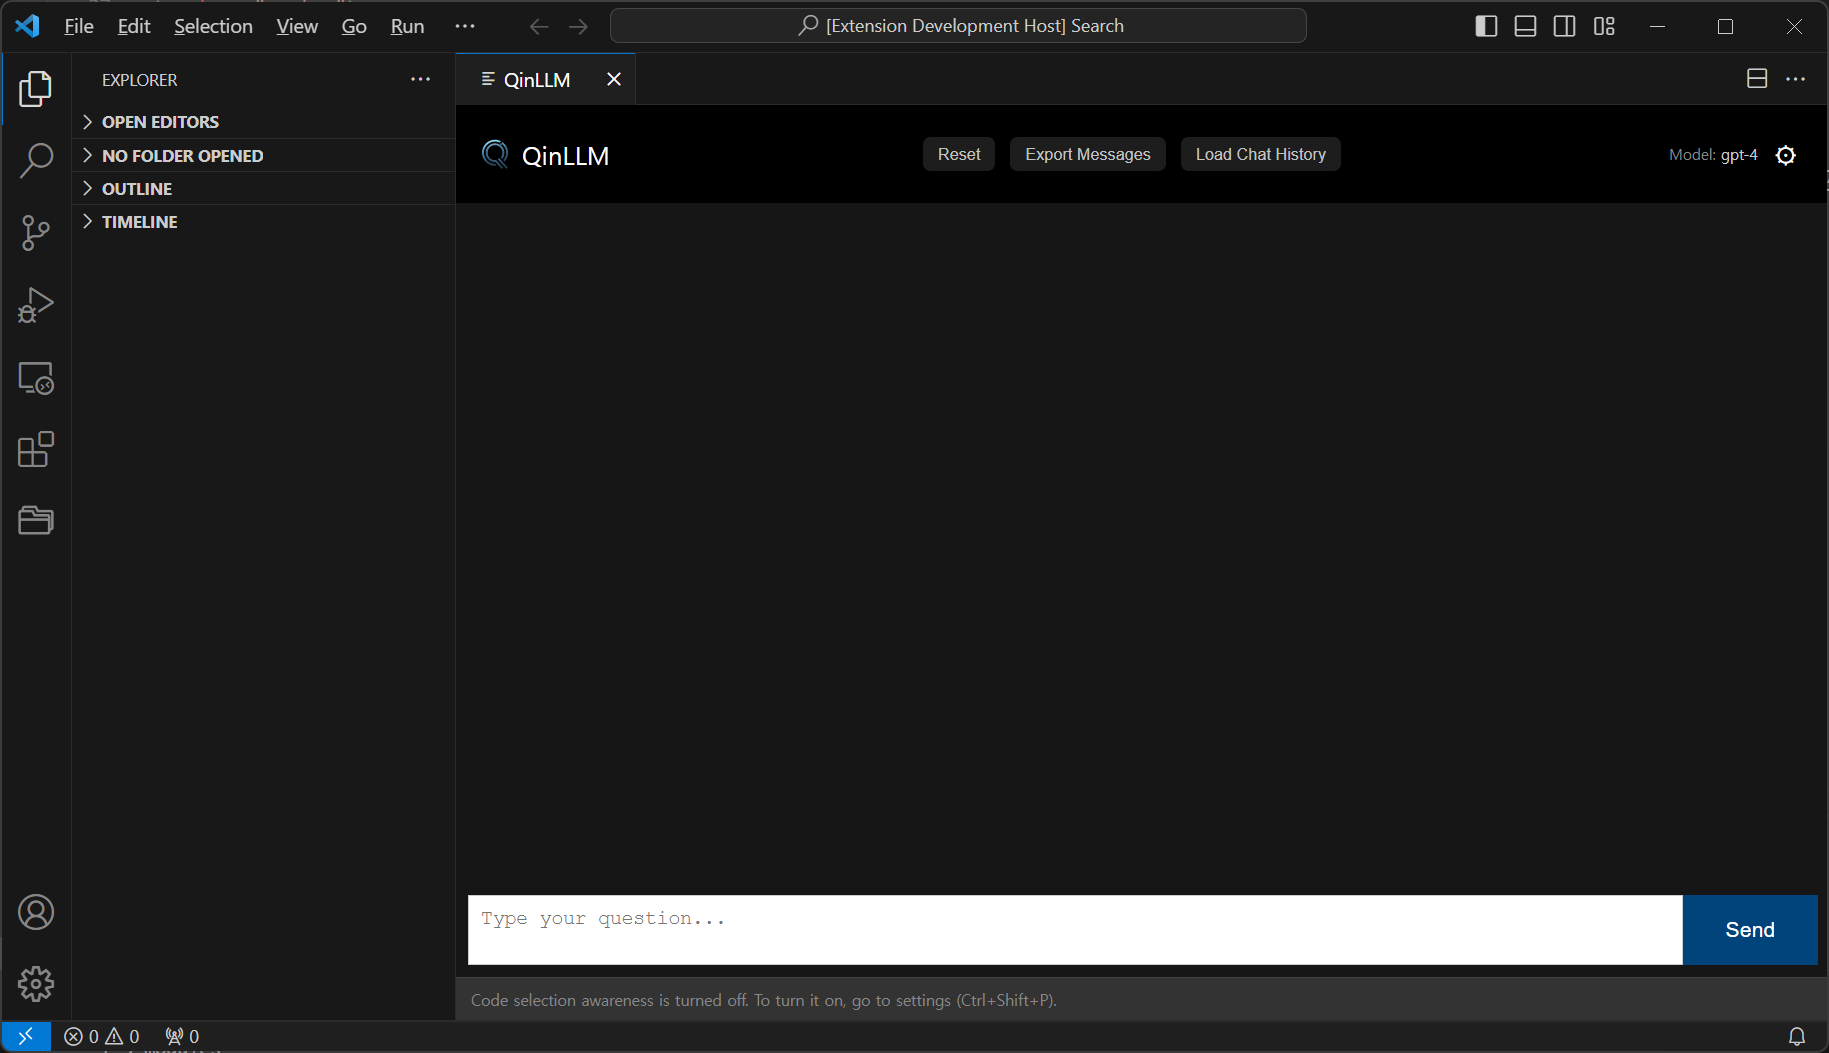 File Edit Selection View Go Run ··· [Extension Development Host] Search
EXPLORER
OPEN EDITORS
NO FOLDER OPENED
OUTLINE
TIMELINE
QinLLM
QinLLM Reset Export Messages Load Chat History Model: gpt-4
Type your question...
Send
Code selection awareness is turned off. To turn it on, go to settings (Ctrl+Shift+P).
0 0 0